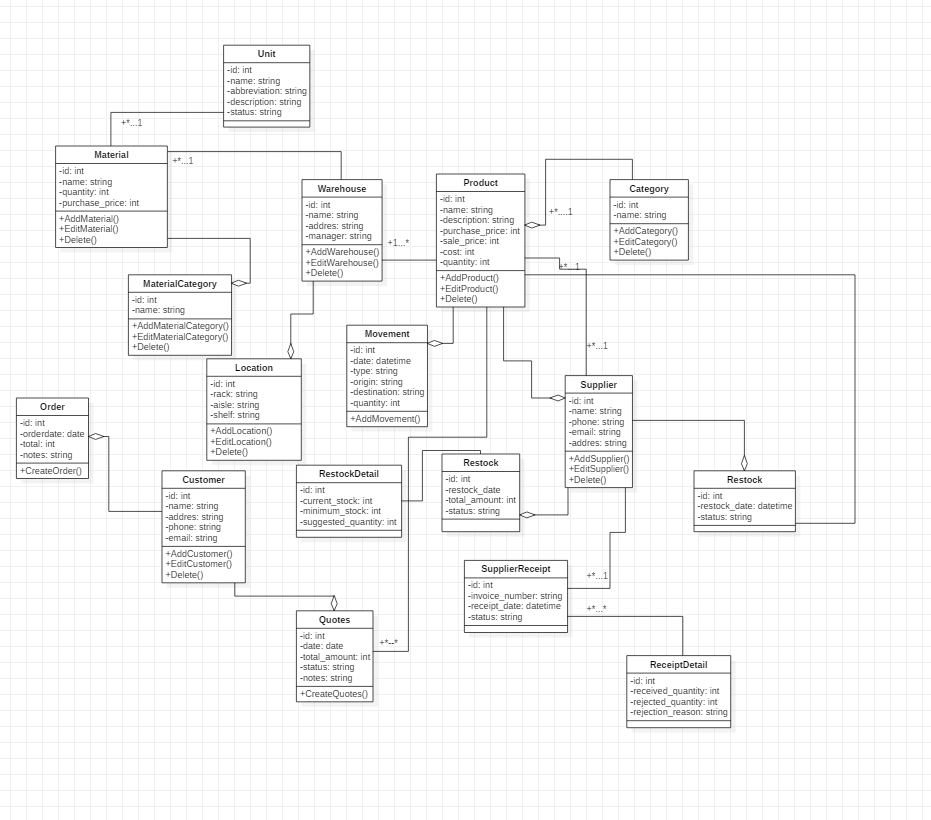 Unit
-id: int
-name: string
-abbreviation: string
-description: string
-status: string
+*...1
Material
-id: int
-name: string
-quantity: int
-purchase_price: int
+AddMaterial()
+EditMaterial()
+Delete()
+*...1
Warehouse
-id: int
-name: string
-addres: string
-manager: string
+AddWarehouse()
+EditWarehouse()
+Delete()
+1...*
Product
-id: int
-name: string
-description: string
-purchase_price: int
-sale_price: int
-cost: int
-quantity: int
+AddProduct()
+EditProduct()
+Delete()
+*....1
Category
-id: int
-name: string
+AddCategory()
+EditCategory()
+Delete()
+*...1
+*...1
MaterialCategory
-id: int
-name: string
+AddMaterialCategory()
+EditMaterialCategory()
+Delete()
Location
-id: int
-rack: string
-aisle: string
-shelf: string
+AddLocation()
+EditLocation()
+Delete()
Movement
-id: int
-date: datetime
-type: string
-origin: string
-destination: string
-quantity: int
+AddMovement()
Supplier
-id: int
-name: string
-phone: string
-email: string
-addres: string
+AddSupplier()
+EditSupplier()
+Delete()
Order
-id: int
-orderdate: date
-total: int
-notes: string
+CreateOrder()
Customer
-id: int
-name: string
-addres: string
-phone: string
-email: string
+AddCustomer()
+EditCustomer()
+Delete()
RestockDetail
-id: int
-current_stock: int
-minimum_stock: int
-suggested_quantity: int
Restock
-id: int
-restock_date
-total_amount: int
-status: string
Restock
-id: int
-restock_date: datetime
-status: string
SupplierReceipt
-id: int
-invoice_number: string
-receipt_date: datetime
-status: string
+*...1
+*...*
Quotes
-id: int
-date: date
-total_amount: int
-status: string
-notes: string
+CreateQuotes()
+*--*
ReceiptDetail
-id: int
-received_quantity: int
-rejected_quantity: int
-rejection_reason: string